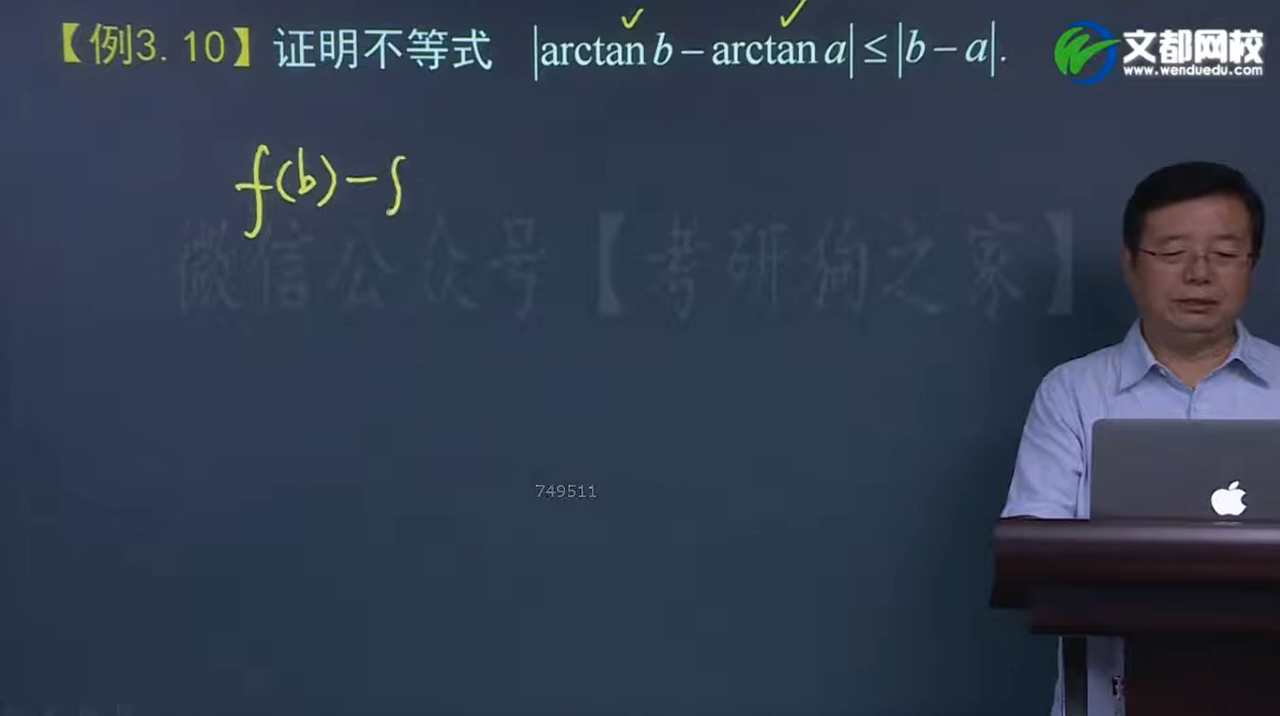 【例3.10】证明不等式 |arctan b − arctan a| ≤ |b − a|.
文都网校
www.wenduedu.com
f(b)−f
微信公众号【考研狗之家】
749511